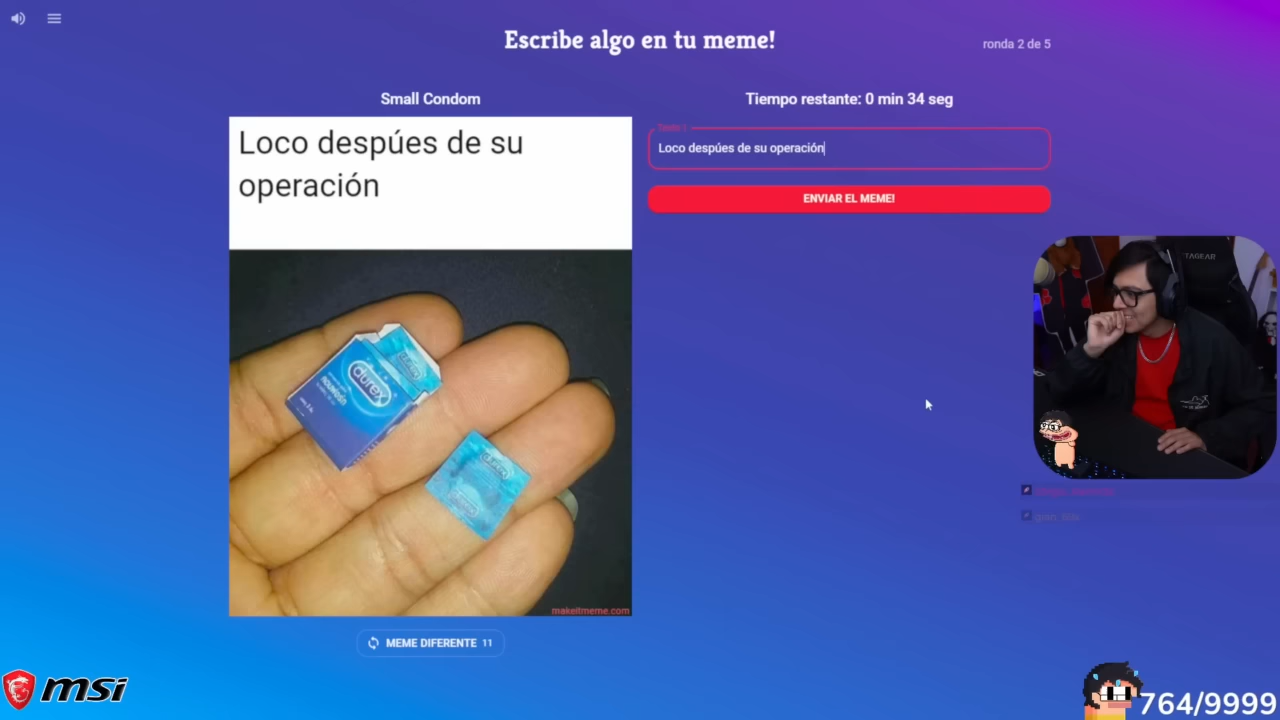 Escribe algo en tu meme!
ronda 2 de 5
Small Condom
Tiempo restante: 0 min 34 seg
Loco despúes de su
operación
Loco despúes de su operación
ENVIAR EL MEME!
durex
durex
makeitmeme.com
MEME DIFERENTE 11
msi
764/9999